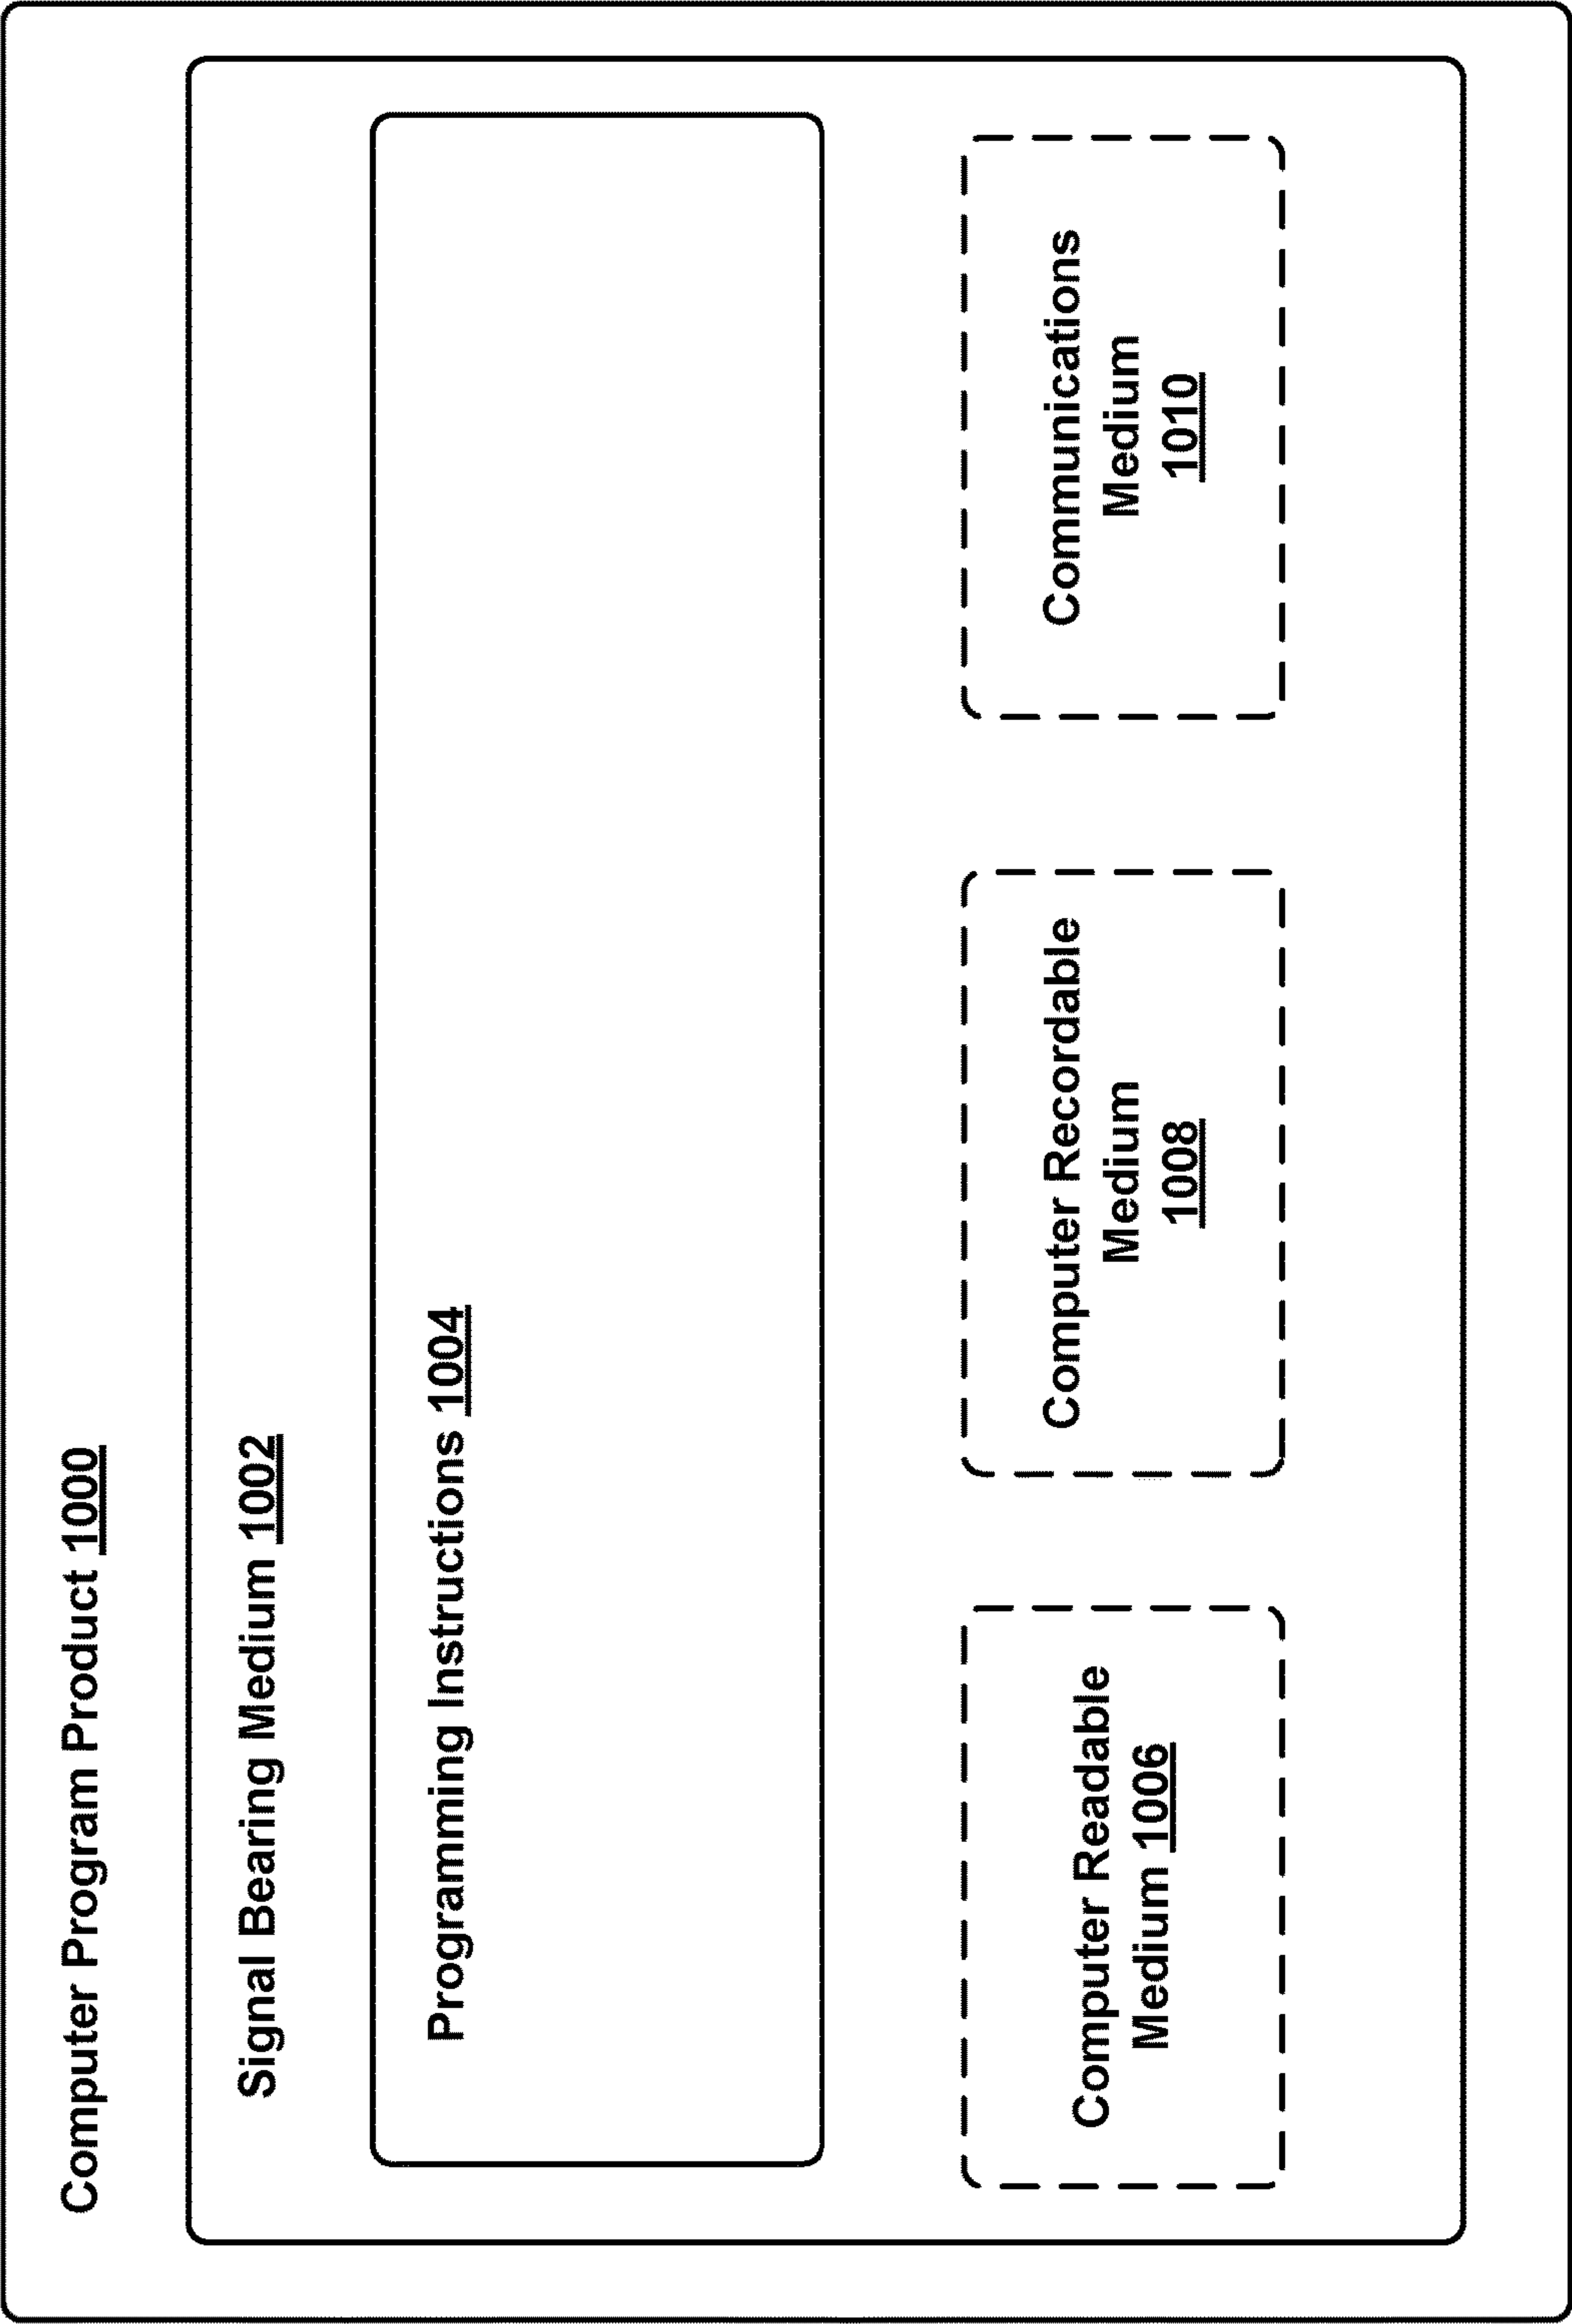 Computer Program Product 1000
Signal Bearing Medium 1002
Programming Instructions 1004
Computer Readable
Medium 1006
Computer Recordable
Medium
1008
Communications
Medium
1010